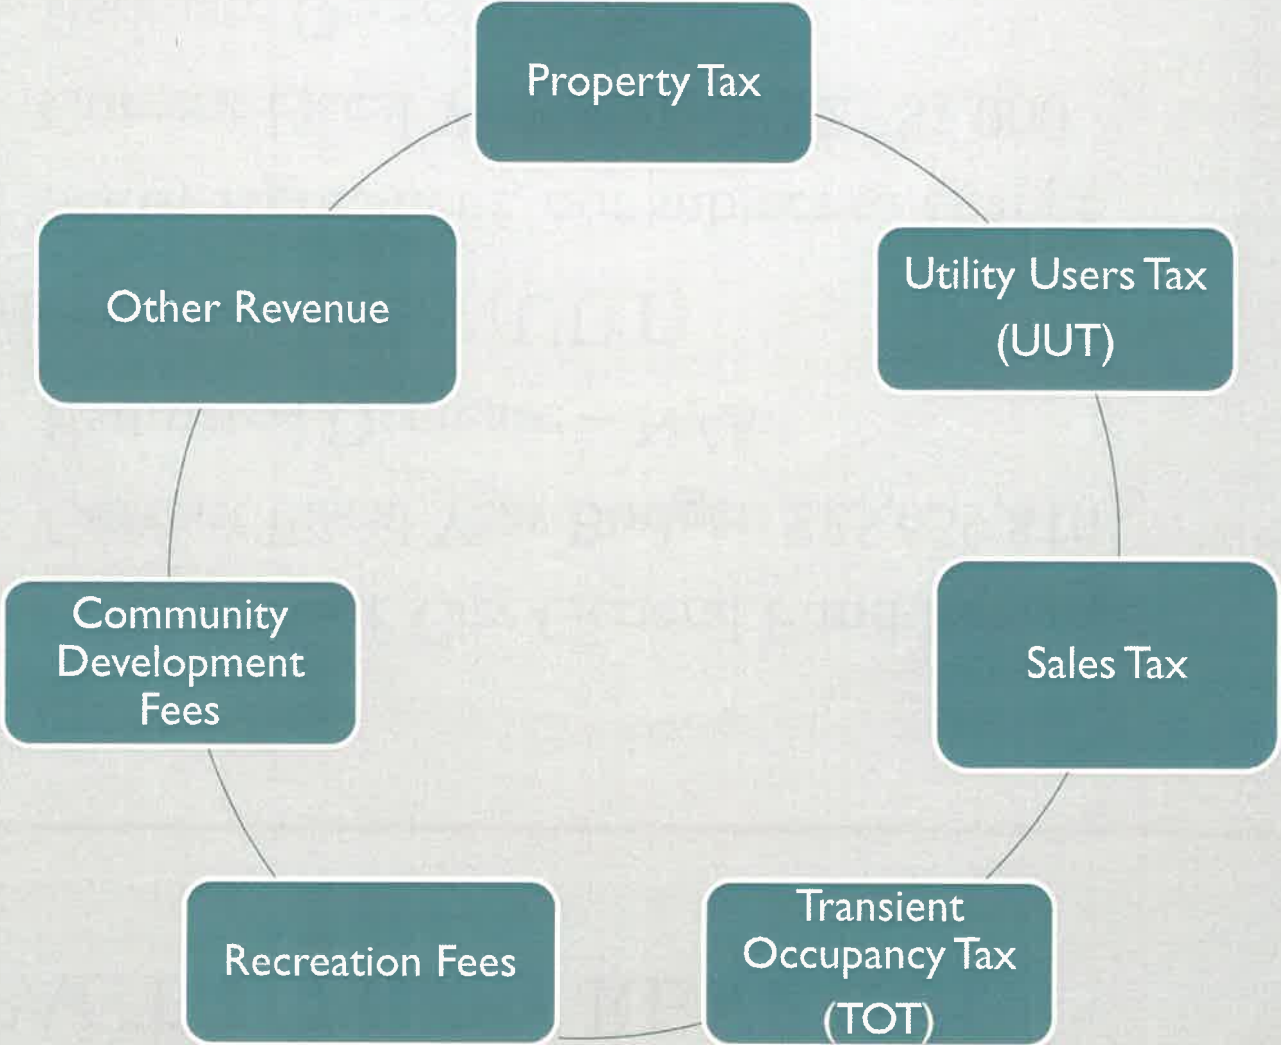 Property Tax
Utility Users Tax
(UUT)
Sales Tax
Transient
Occupancy Tax
(TOT)
Recreation Fees
Community
Development
Fees
Other Revenue